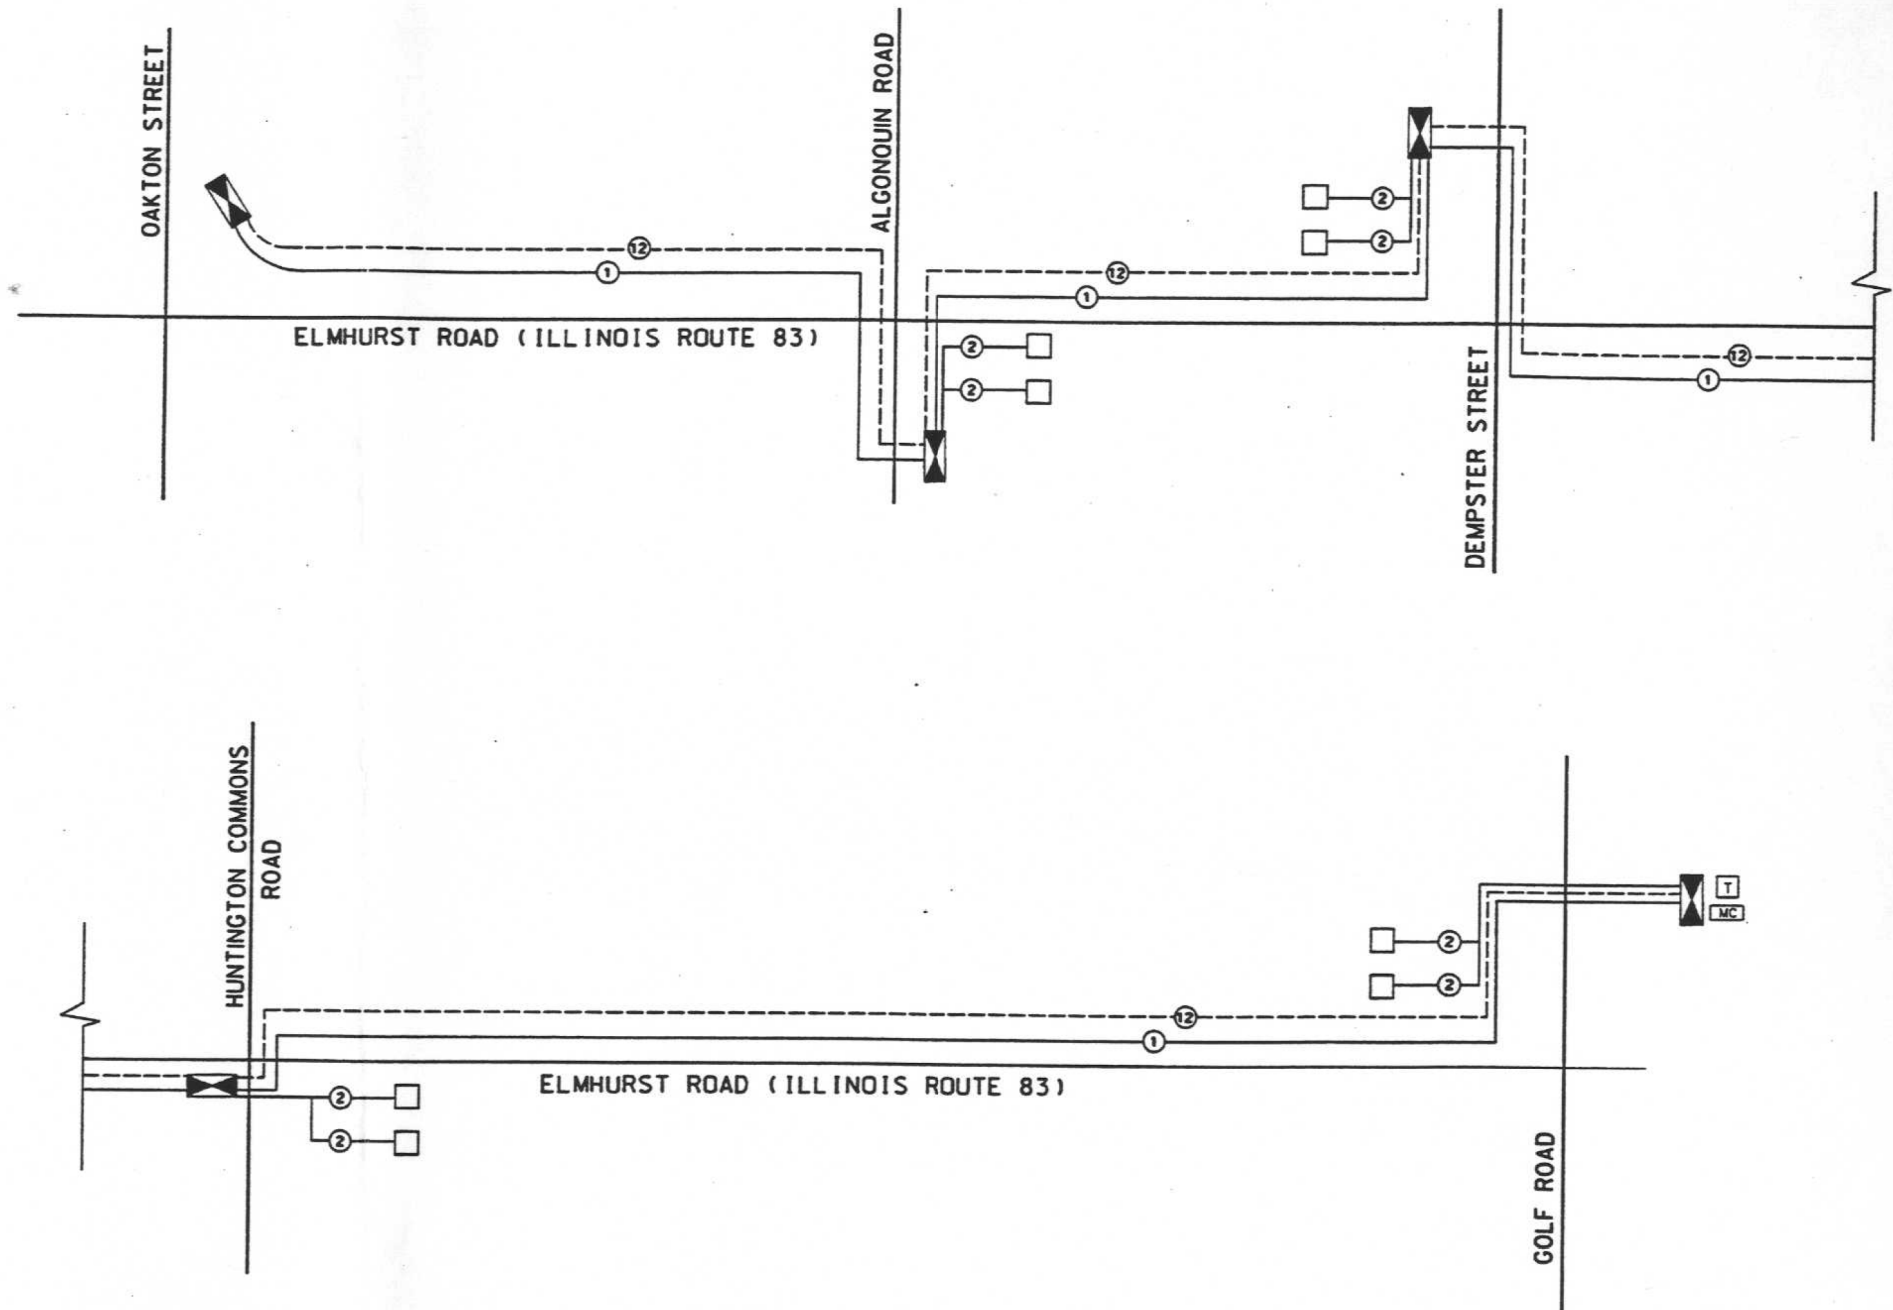 OAKTON STREET
ALGONQUIN ROAD
12
1
ELMHURST ROAD (ILLINOIS ROUTE 83)
2
2
12
1
2
2
DEMPSTER STREET
12
1
HUNTINGTON COMMONS
ROAD
2
2
ELMHURST ROAD (ILLINOIS ROUTE 83)
12
1
2
2
T
MC
GOLF ROAD